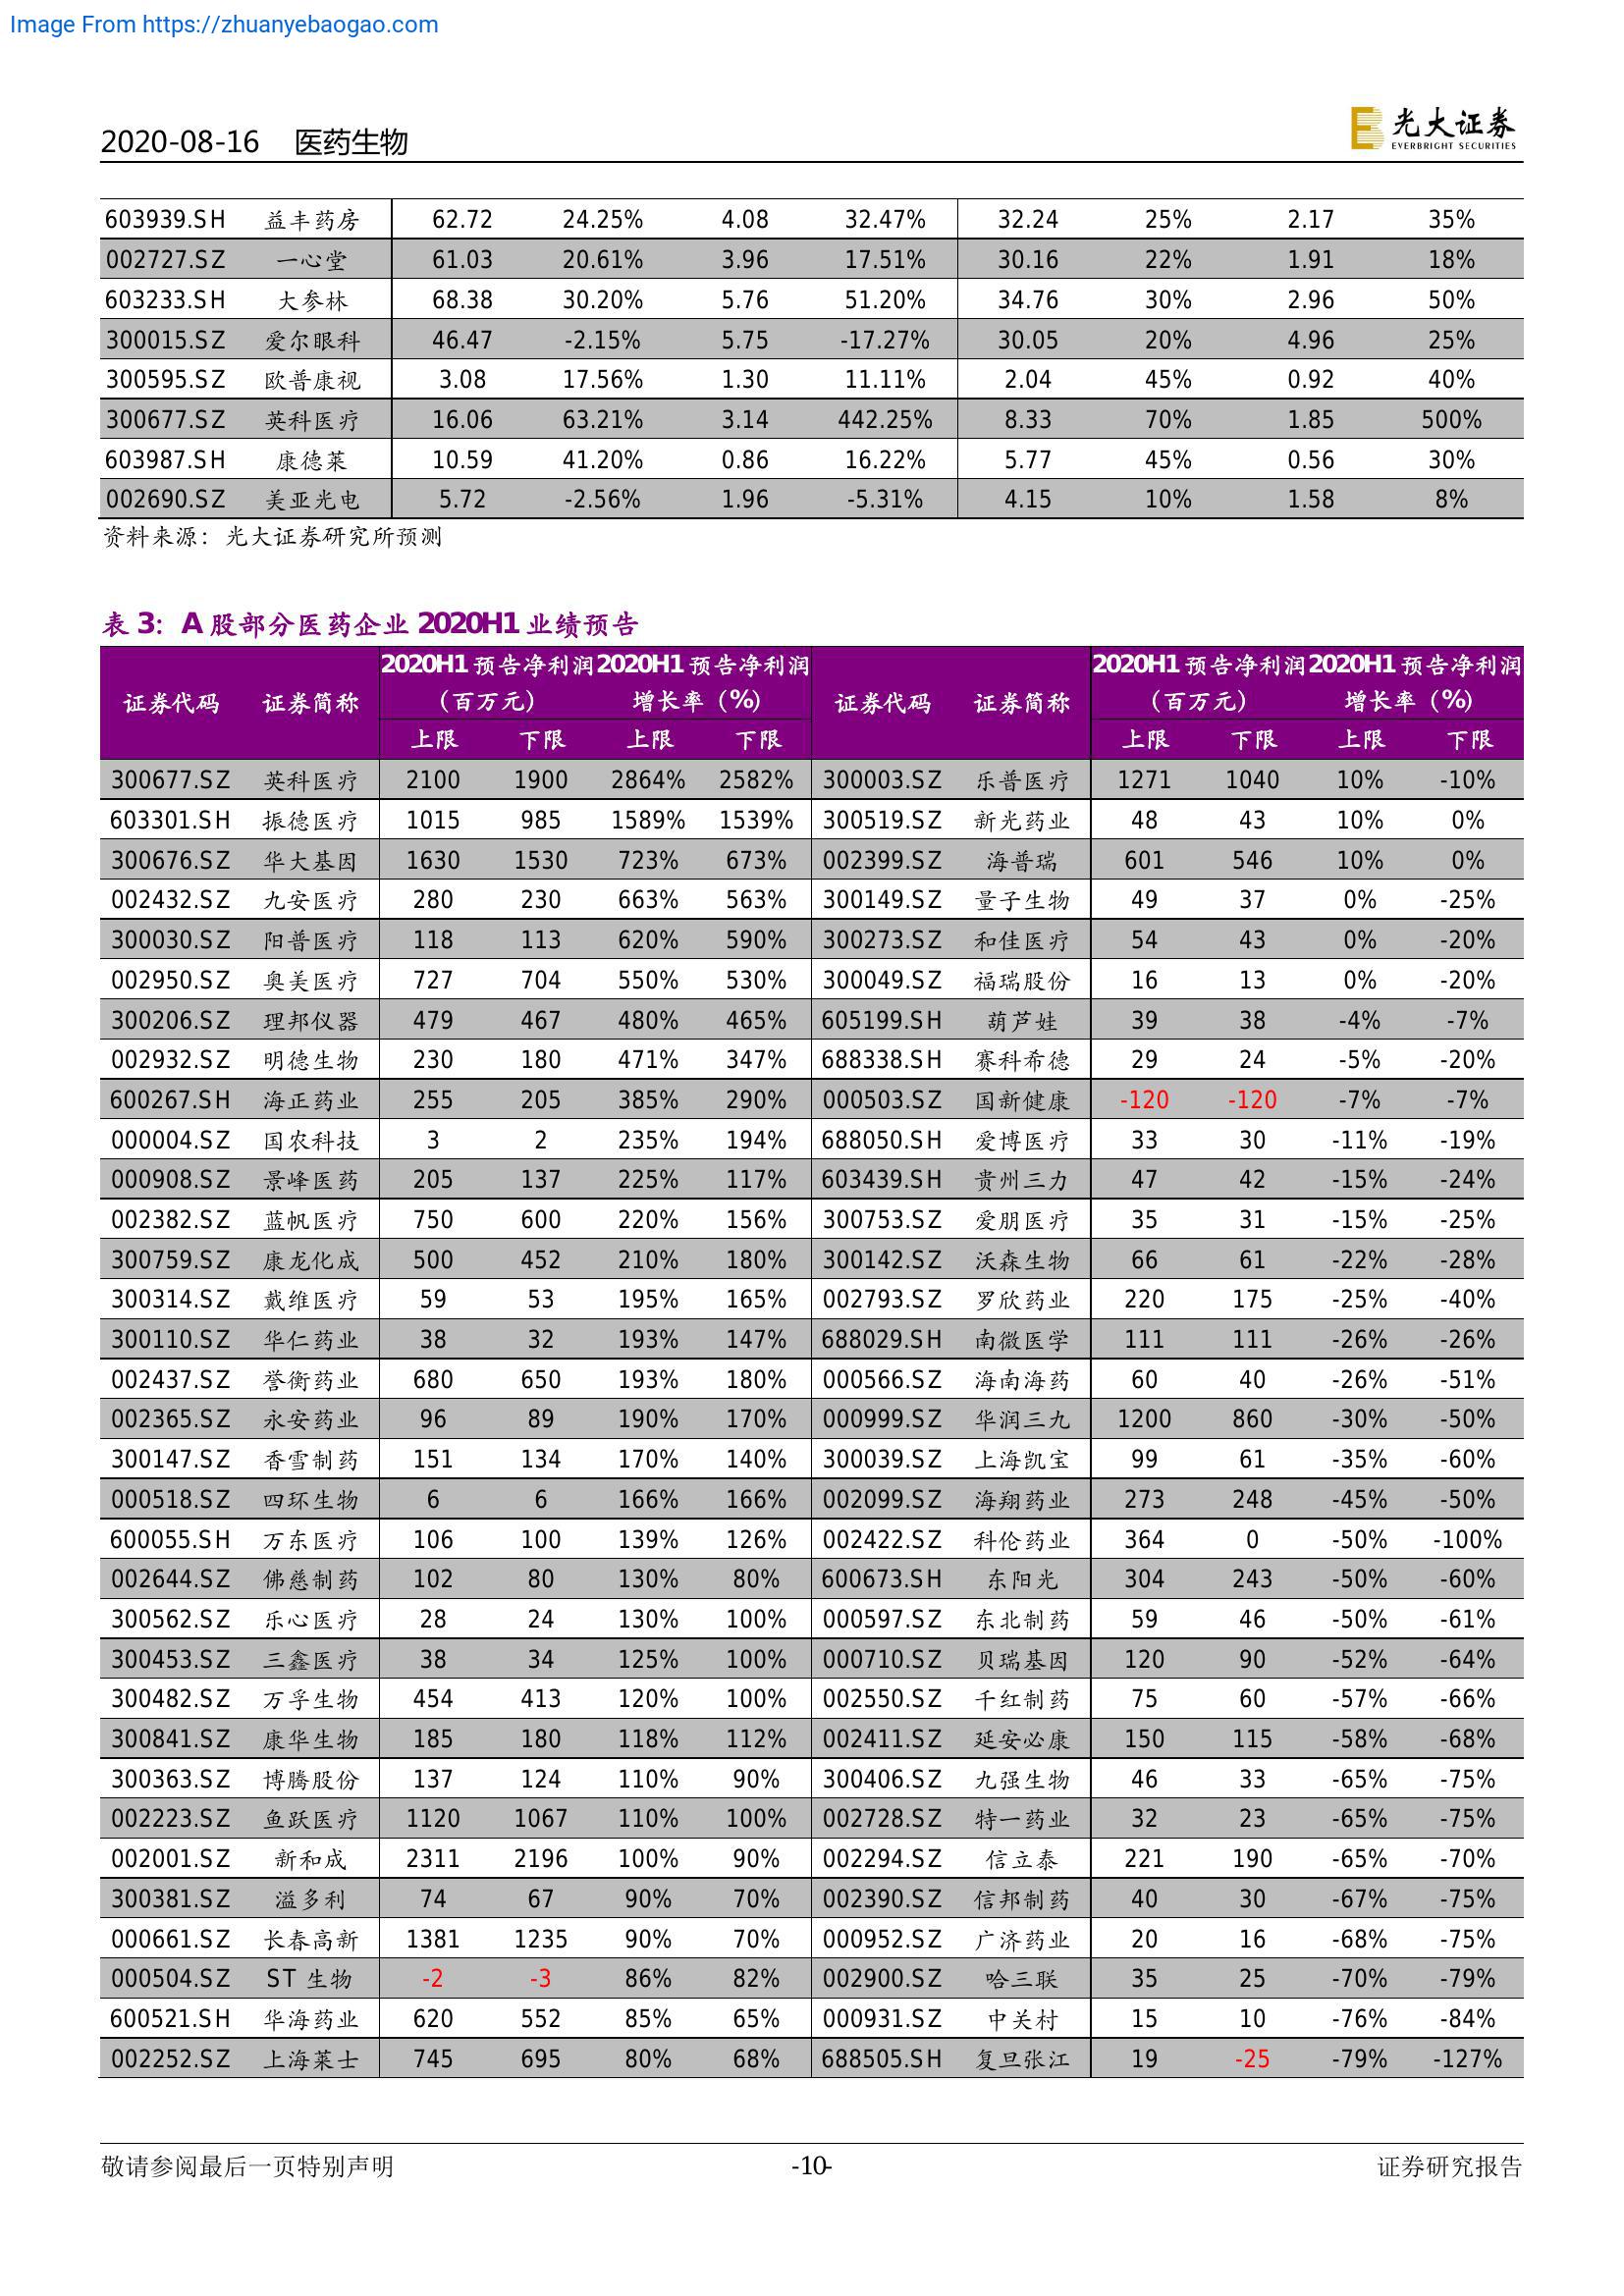 Image From https://zhuanyebaogao.com
2020-08-16 医药生物
光大证券
EVERBRIGHT SECURITIES
603939.SH 益丰药房 62.72 24.25% 4.08 32.47% 32.24 25% 2.17 35%
002727.SZ 一心堂 61.03 20.61% 3.96 17.51% 30.16 22% 1.91 18%
603233.SH 大参林 68.38 30.20% 5.76 51.20% 34.76 30% 2.96 50%
300015.SZ 爱尔眼科 46.47 -2.15% 5.75 -17.27% 30.05 20% 4.96 25%
300595.SZ 欧普康视 3.08 17.56% 1.30 11.11% 2.04 45% 0.92 40%
300677.SZ 英科医疗 16.06 63.21% 3.14 442.25% 8.33 70% 1.85 500%
603987.SH 康德莱 10.59 41.20% 0.86 16.22% 5.77 45% 0.56 30%
002690.SZ 美亚光电 5.72 -2.56% 1.96 -5.31% 4.15 10% 1.58 8%
资料来源：光大证券研究所预测
表 3：A 股部分医药企业 2020H1 业绩预告
2020H1 预告净利润 2020H1 预告净利润 2020H1 预告净利润 2020H1 预告净利润
证券代码 证券简称 （百万元） 增长率（%） 证券代码 证券简称 （百万元） 增长率（%）
上限 下限 上限 下限 上限 下限 上限 下限
300677.SZ 英科医疗 2100 1900 2864% 2582% 300003.SZ 乐普医疗 1271 1040 10% -10%
603301.SH 振德医疗 1015 985 1589% 1539% 300519.SZ 新光药业 48 43 10% 0%
300676.SZ 华大基因 1630 1530 723% 673% 002399.SZ 海普瑞 601 546 10% 0%
002432.SZ 九安医疗 280 230 663% 563% 300149.SZ 量子生物 49 37 0% -25%
300030.SZ 阳普医疗 118 113 620% 590% 300273.SZ 和佳医疗 54 43 0% -20%
002950.SZ 奥美医疗 727 704 550% 530% 300049.SZ 福瑞股份 16 13 0% -20%
300206.SZ 理邦仪器 479 467 480% 465% 605199.SH 葫芦娃 39 38 -4% -7%
002932.SZ 明德生物 230 180 471% 347% 688338.SH 赛科希德 29 24 -5% -20%
600267.SH 海正药业 255 205 385% 290% 000503.SZ 国新健康 -120 -120 -7% -7%
000004.SZ 国农科技 3 2 235% 194% 688050.SH 爱博医疗 33 30 -11% -19%
000908.SZ 景峰医药 205 137 225% 117% 603439.SH 贵州三力 47 42 -15% -24%
002382.SZ 蓝帆医疗 750 600 220% 156% 300753.SZ 爱朋医疗 35 31 -15% -25%
300759.SZ 康龙化成 500 452 210% 180% 300142.SZ 沃森生物 66 61 -22% -28%
300314.SZ 戴维医疗 59 53 195% 165% 002793.SZ 罗欣药业 220 175 -25% -40%
300110.SZ 华仁药业 38 32 193% 147% 688029.SH 南微医学 111 111 -26% -26%
002437.SZ 誉衡药业 680 650 193% 180% 000566.SZ 海南海药 60 40 -26% -51%
002365.SZ 永安药业 96 89 190% 170% 000999.SZ 华润三九 1200 860 -30% -50%
300147.SZ 香雪制药 151 134 170% 140% 300039.SZ 上海凯宝 99 61 -35% -60%
000518.SZ 四环生物 6 6 166% 166% 002099.SZ 海翔药业 273 248 -45% -50%
600055.SH 万东医疗 106 100 139% 126% 002422.SZ 科伦药业 364 0 -50% -100%
002644.SZ 佛慈制药 102 80 130% 80% 600673.SH 东阳光 304 243 -50% -60%
300562.SZ 乐心医疗 28 24 130% 100% 000597.SZ 东北制药 59 46 -50% -61%
300453.SZ 三鑫医疗 38 34 125% 100% 000710.SZ 贝瑞基因 120 90 -52% -64%
300482.SZ 万孚生物 454 413 120% 100% 002550.SZ 千红制药 75 60 -57% -66%
300841.SZ 康华生物 185 180 118% 112% 002411.SZ 延安必康 150 115 -58% -68%
300363.SZ 博腾股份 137 124 110% 90% 300406.SZ 九强生物 46 33 -65% -75%
002223.SZ 鱼跃医疗 1120 1067 110% 100% 002728.SZ 特一药业 32 23 -65% -75%
002001.SZ 新和成 2311 2196 100% 90% 002294.SZ 信立泰 221 190 -65% -70%
300381.SZ 溢多利 74 67 90% 70% 002390.SZ 信邦制药 40 30 -67% -75%
000661.SZ 长春高新 1381 1235 90% 70% 000952.SZ 广济药业 20 16 -68% -75%
000504.SZ ST 生物 -2 -3 86% 82% 002900.SZ 哈三联 35 25 -70% -79%
600521.SH 华海药业 620 552 85% 65% 000931.SZ 中关村 15 10 -76% -84%
002252.SZ 上海莱士 745 695 80% 68% 688505.SH 复旦张江 19 -25 -79% -127%
敬请参阅最后一页特别声明 -10- 证券研究报告